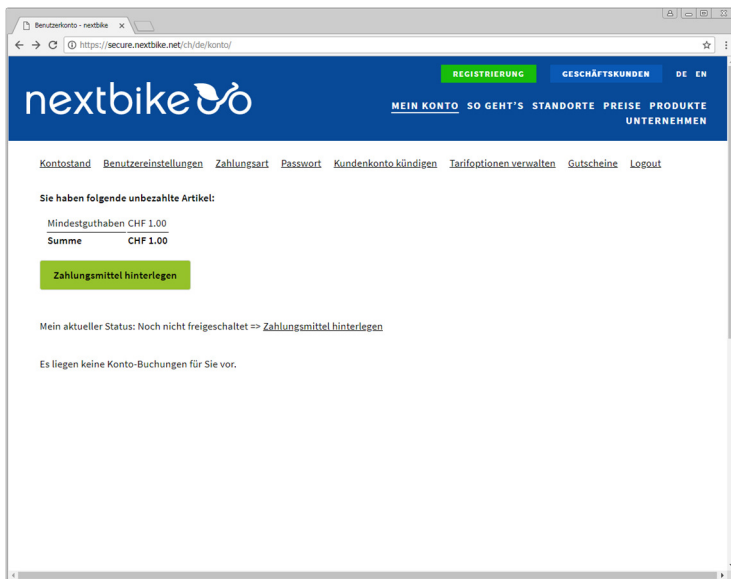 Benutzerkonto - nextbike
https://secure.nextbike.net/ch/de/konto/
REGISTRIERUNG GESCHÄFTSKUNDEN DE EN
nextbike
MEIN KONTO SO GEHT'S STANDORTE PREISE PRODUKTE
UNTERNEHMEN
Kontostand Benutzereinstellungen Zahlungsart Passwort Kundenkonto kündigen Tarifoptionen verwalten Gutscheine Logout
Sie haben folgende unbezahlte Artikel:
Mindestguthaben CHF 1.00
Summe CHF 1.00
Zahlungsmittel hinterlegen
Mein aktueller Status: Noch nicht freigeschaltet => Zahlungsmittel hinterlegen
Es liegen keine Konto-Buchungen für Sie vor.